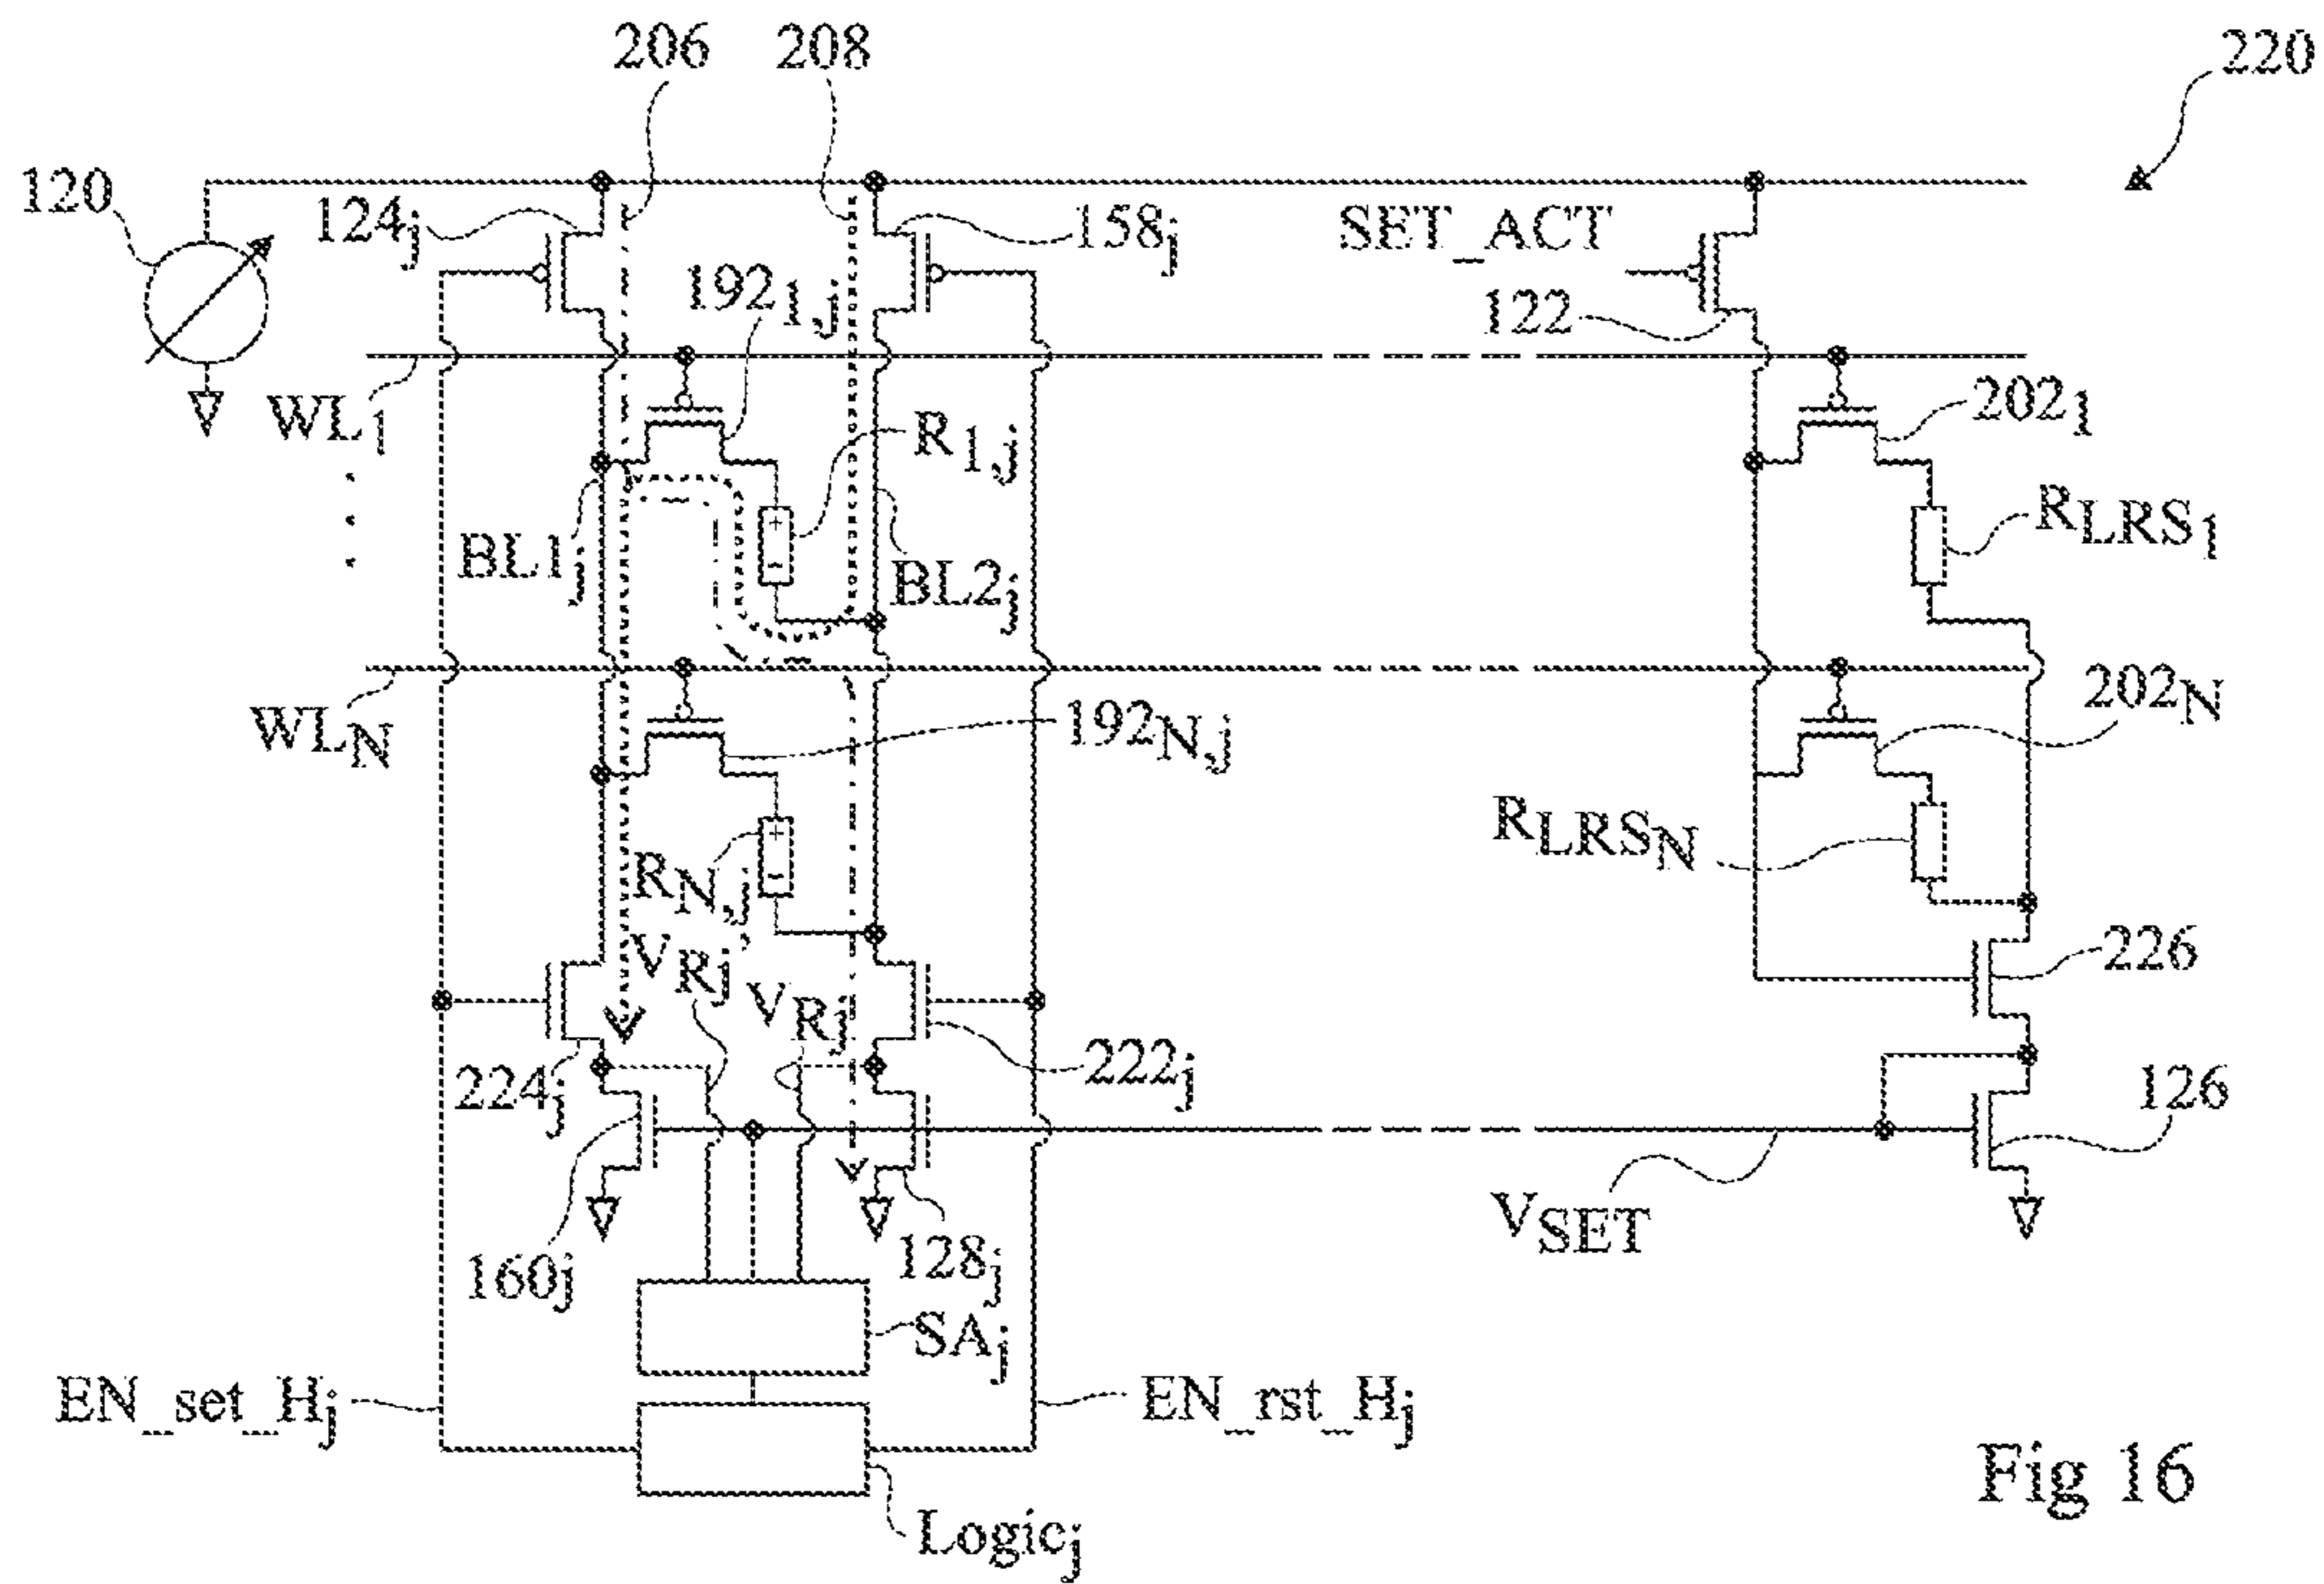 206
208
220
120
124j
158j
SET_ACT
1921,j
122
WL1
R1,j
2021
BL1j
RLRS1
BL2j
202N
WLN
192N,j
RLRSN
RN,j
VRj'
VRj
226
224j
222j
126
VSET
160j
128j
SAj
EN_set_Hj
EN_rst_Hj
Logicj
Fig 16